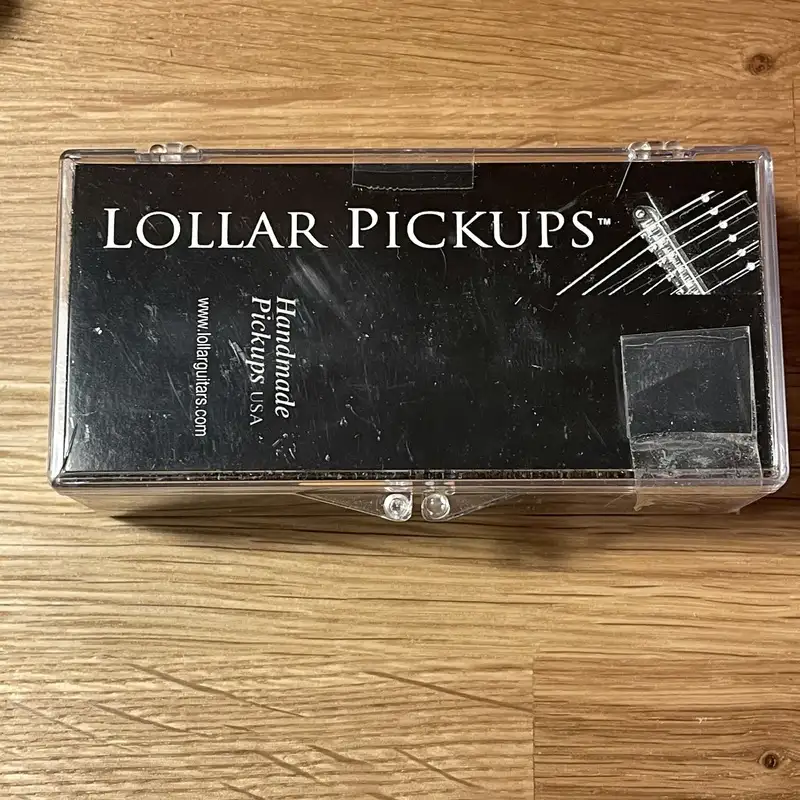 LOLLAR PICKUPS™
Handmade
Pickups USA
www.lollarguitars.com